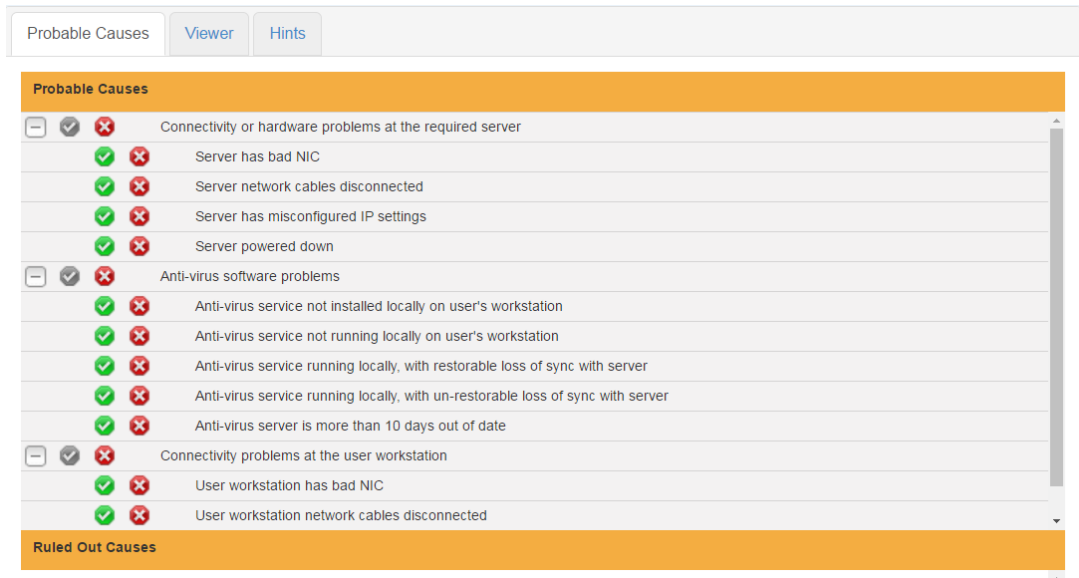 Probable Causes Viewer Hints
Probable Causes
Connectivity or hardware problems at the required server
Server has bad NIC
Server network cables disconnected
Server has misconfigured IP settings
Server powered down
Anti-virus software problems
Anti-virus service not installed locally on user's workstation
Anti-virus service not running locally on user's workstation
Anti-virus service running locally, with restorable loss of sync with server
Anti-virus service running locally, with un-restorable loss of sync with server
Anti-virus server is more than 10 days out of date
Connectivity problems at the user workstation
User workstation has bad NIC
User workstation network cables disconnected
Ruled Out Causes